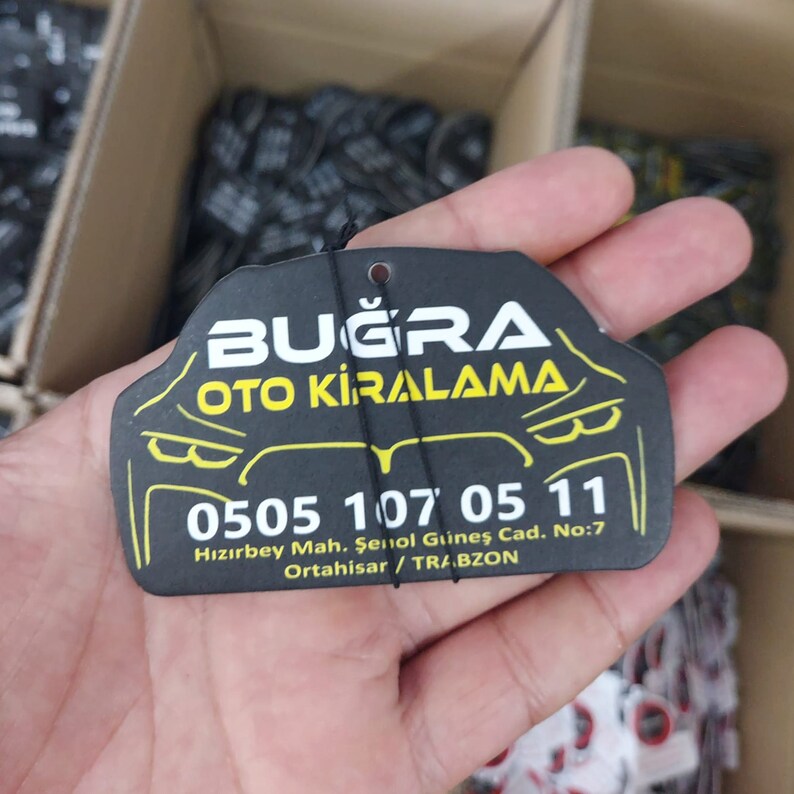 BUĞRA
OTO KİRALAMA
0505 107 05 11
Hızırbey Mah. Şenol Güneş Cad. No:7
Ortahisar / TRABZON